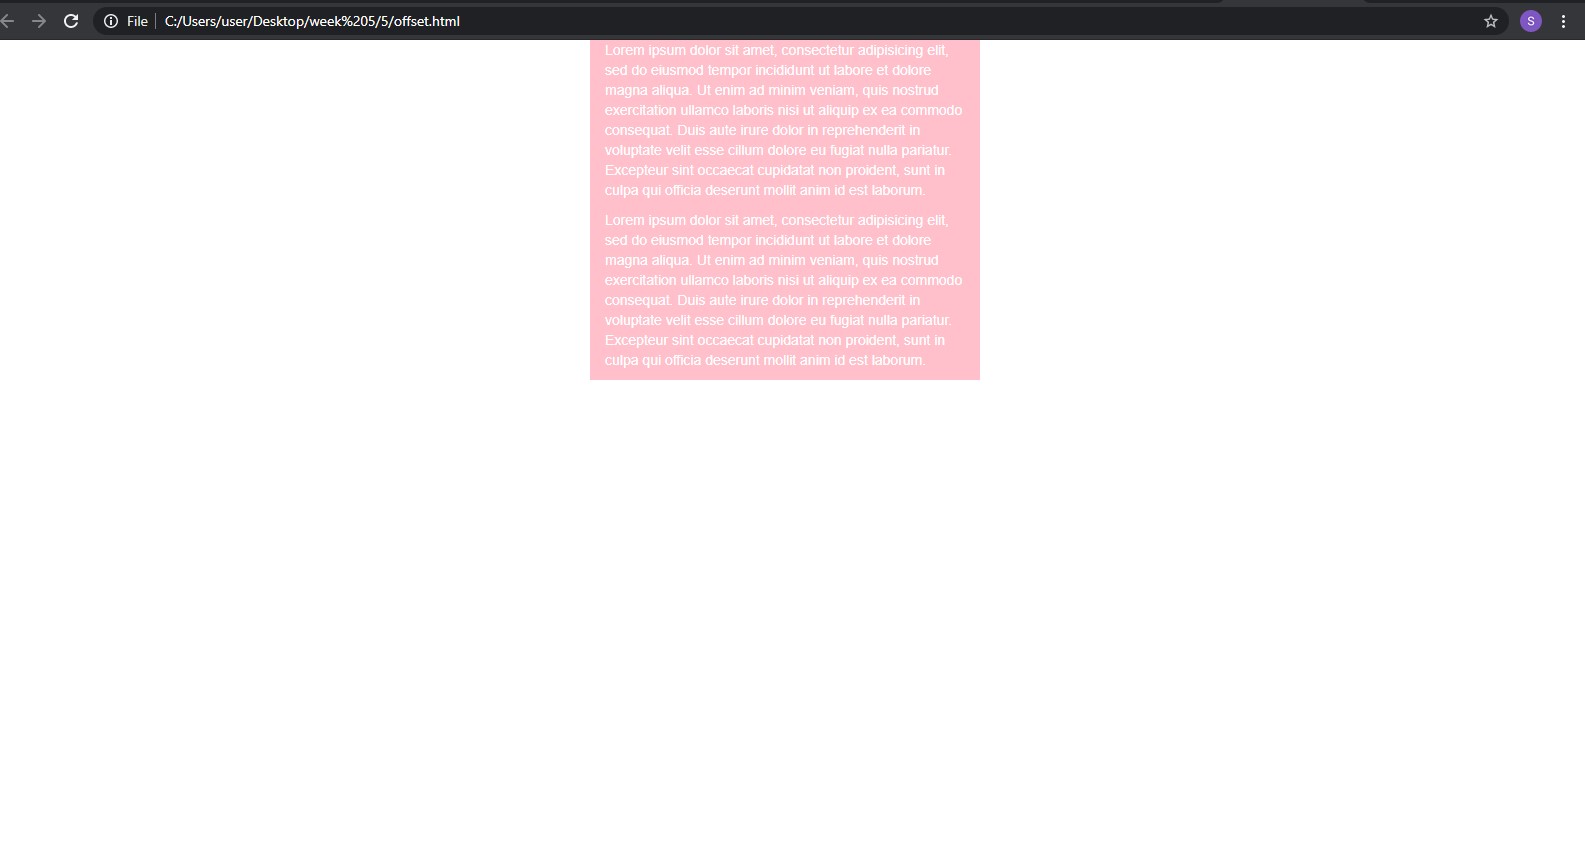 File
C:/Users/user/Desktop/week%205/5/offset.html
S
Lorem ipsum dolor sit amet, consectetur adipisicing elit,
sed do eiusmod tempor incididunt ut labore et dolore
magna aliqua. Ut enim ad minim veniam, quis nostrud
exercitation ullamco laboris nisi ut aliquip ex ea commodo
consequat. Duis aute irure dolor in reprehenderit in
voluptate velit esse cillum dolore eu fugiat nulla pariatur.
Excepteur sint occaecat cupidatat non proident, sunt in
culpa qui officia deserunt mollit anim id est laborum.
Lorem ipsum dolor sit amet, consectetur adipisicing elit,
sed do eiusmod tempor incididunt ut labore et dolore
magna aliqua. Ut enim ad minim veniam, quis nostrud
exercitation ullamco laboris nisi ut aliquip ex ea commodo
consequat. Duis aute irure dolor in reprehenderit in
voluptate velit esse cillum dolore eu fugiat nulla pariatur.
Excepteur sint occaecat cupidatat non proident, sunt in
culpa qui officia deserunt mollit anim id est laborum.